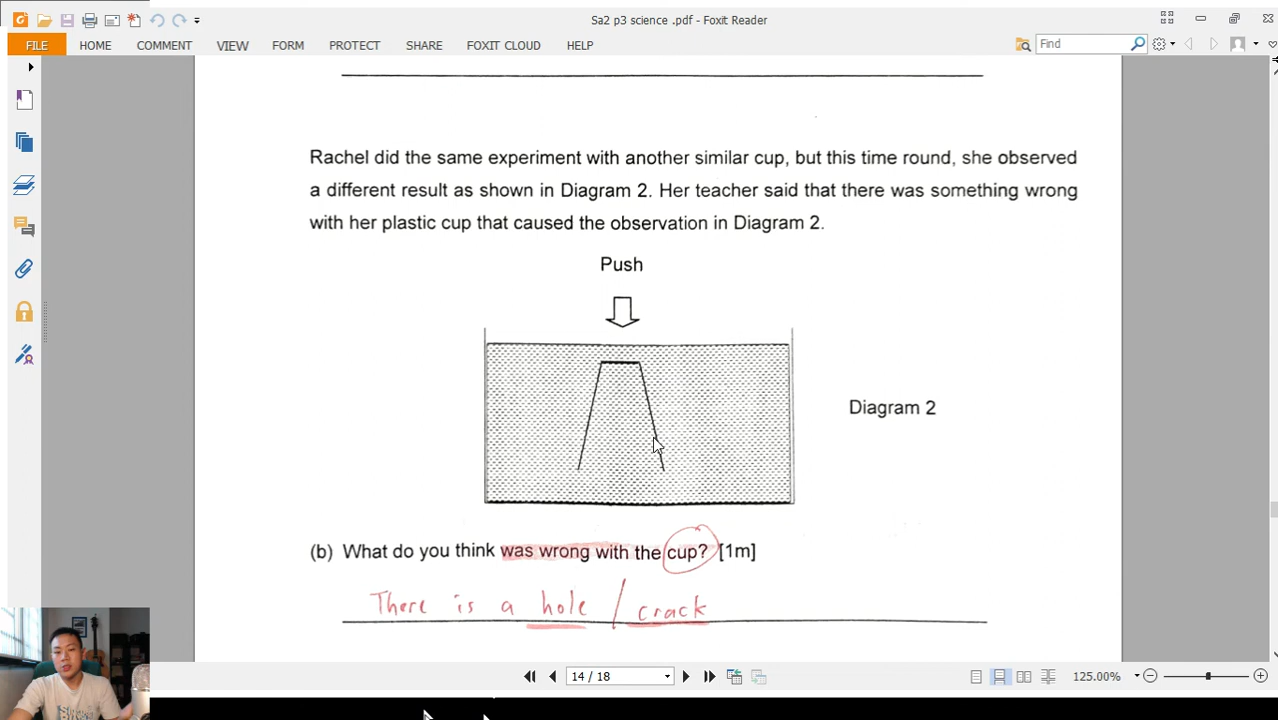 Sa2 p3 science .pdf - Foxit Reader
FILE HOME COMMENT VIEW FORM PROTECT SHARE FOXIT CLOUD HELP
Find
Rachel did the same experiment with another similar cup, but this time round, she observed
a different result as shown in Diagram 2. Her teacher said that there was something wrong
with her plastic cup that caused the observation in Diagram 2.
Push
Diagram 2
(b) What do you think was wrong with the cup? [1m]
There is a hole / crack
14 / 18
125.00%